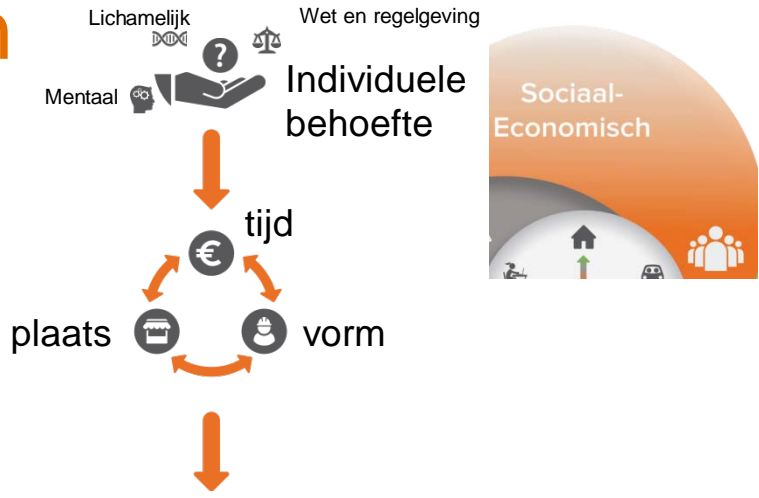 Lichamelijk
Wet en regelgeving
?
Mentaal
Individuele
behoefte
Sociaal-
Economisch
tijd
€
plaats
vorm